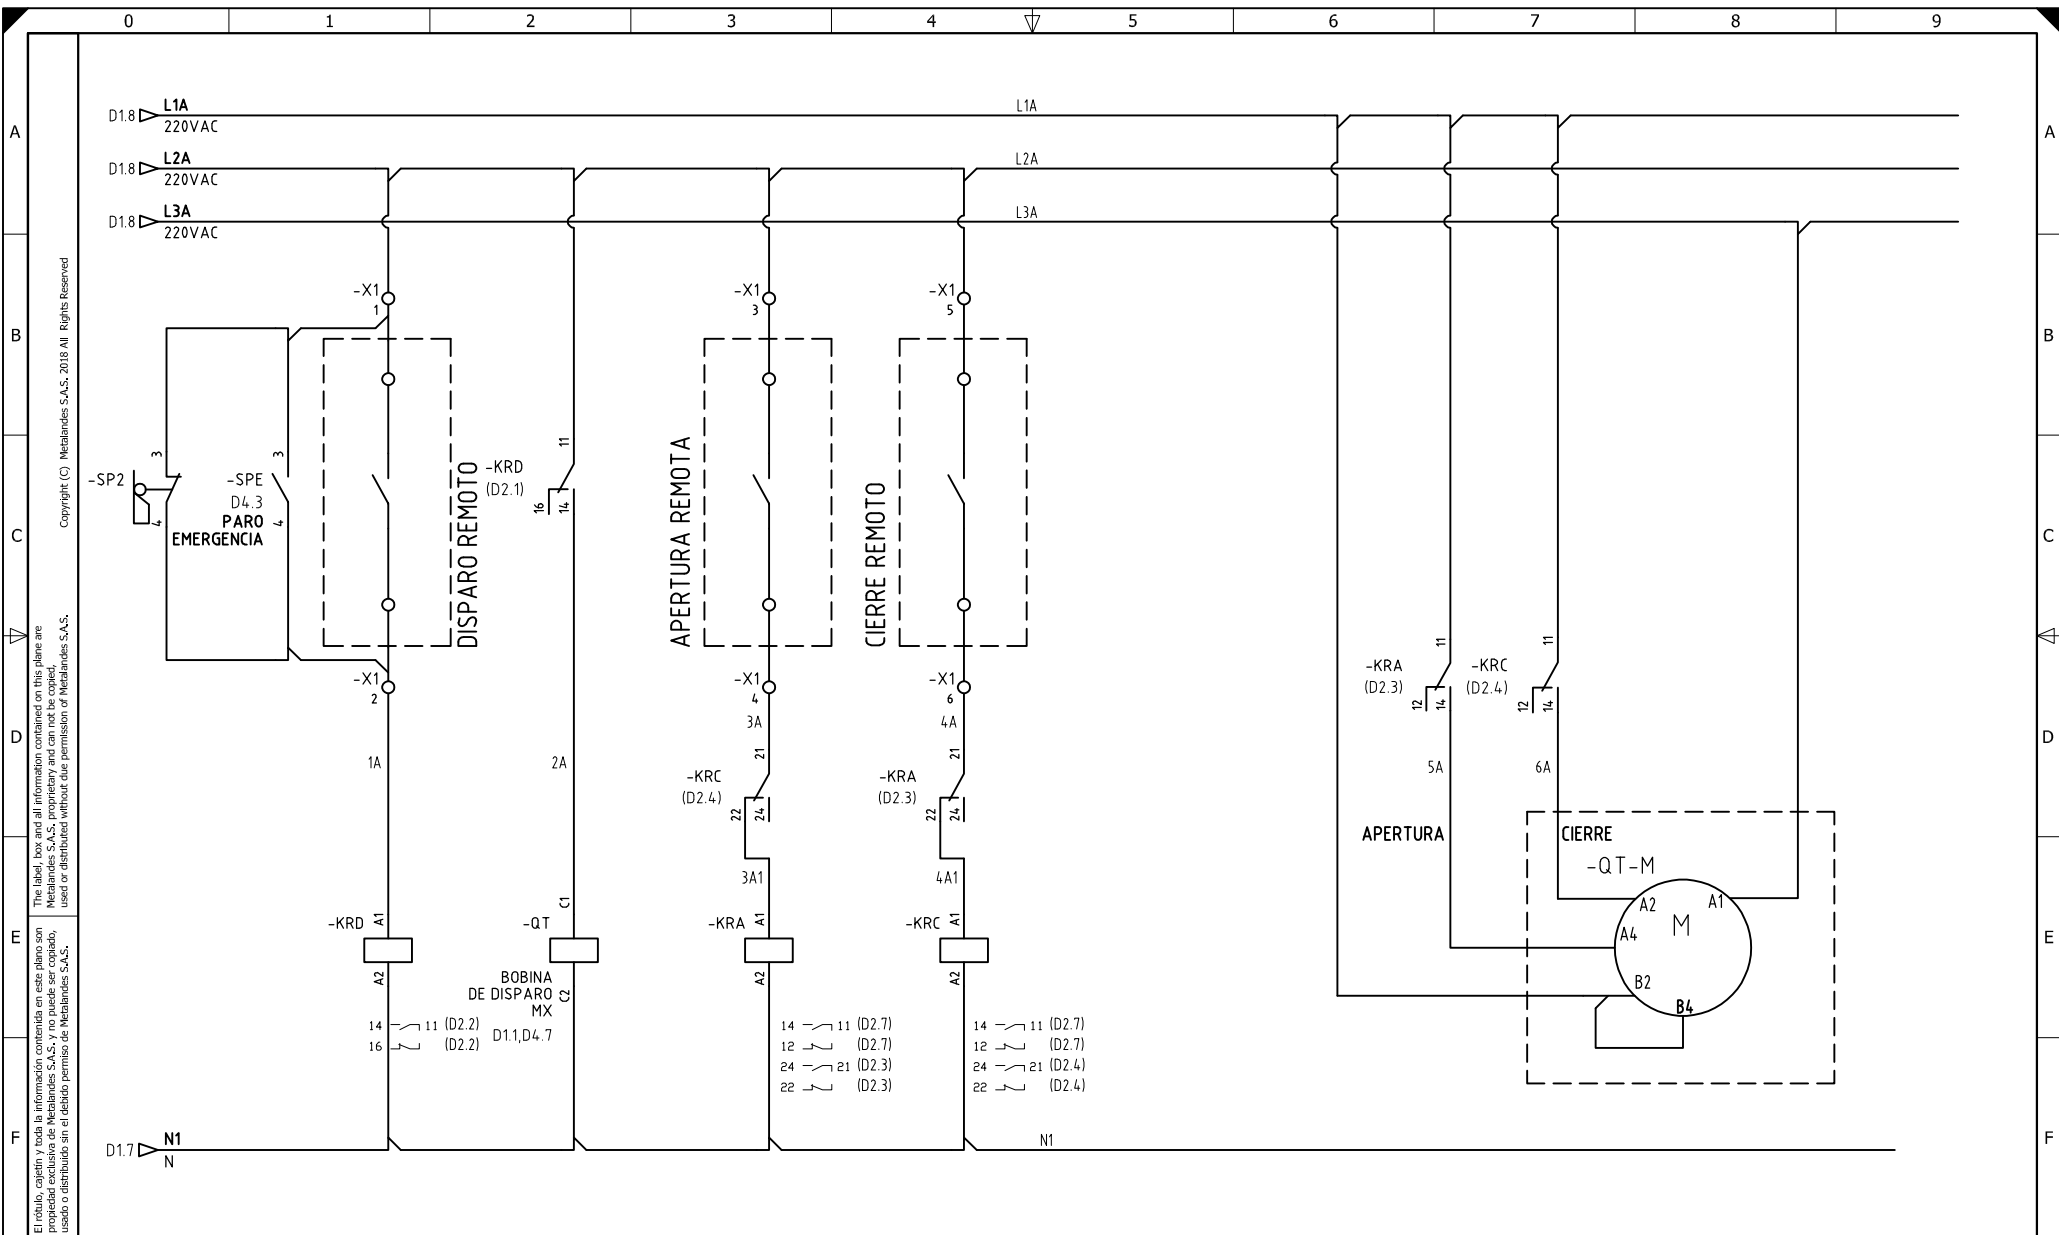 0 1 2 3 4 5 6 7 8 9
A
B
C
D
E
F
A
B
C
D
E
F
Copyright (C) Metalandes S.A.S. 2018 All Rights Reserved
The label, box and all information contained on this plane are
Metalandes S.A.S. proprietary and can not be copied,
used or distributed without due permission of Metalandes S.A.S.
El rótulo, cajetín y toda la información contenida en este plano son
propiedad exclusiva de Metalandes S.A.S. y no puede ser copiado,
usado o distribuido sin el debido permiso de Metalandes S.A.S.
D1.8 L1A
220VAC
L1A
D1.8 L2A
220VAC
L2A
D1.8 L3A
220VAC
L3A
-X1
1
-X1
3
-X1
5
-SP2
3
4
-SPE
D4.3
PARO
EMERGENCIA
3
4
DISPARO REMOTO
-KRD
(D2.1)
11
16
14
APERTURA REMOTA
CIERRE REMOTO
-X1
2
-X1
4
-X1
6
1A
2A
3A
4A
-KRC
(D2.4)
21
22
24
-KRA
(D2.3)
21
22
24
3A1
4A1
-KRA
(D2.3)
11
12
14
-KRC
(D2.4)
11
12
14
5A
6A
APERTURA
CIERRE
-QT-M
M
A2
A1
A4
B2
B4
-KRD
A1
A2
-QT
C1
C2
BOBINA
DE DISPARO
MX
D1.1,D4.7
-KRA
A1
A2
-KRC
A1
A2
14 11 (D2.2)
16 (D2.2)
14 11 (D2.7)
12 (D2.7)
24 21 (D2.3)
22 (D2.3)
14 11 (D2.7)
12 (D2.7)
24 21 (D2.4)
22 (D2.4)
D1.7 N1
N
N1